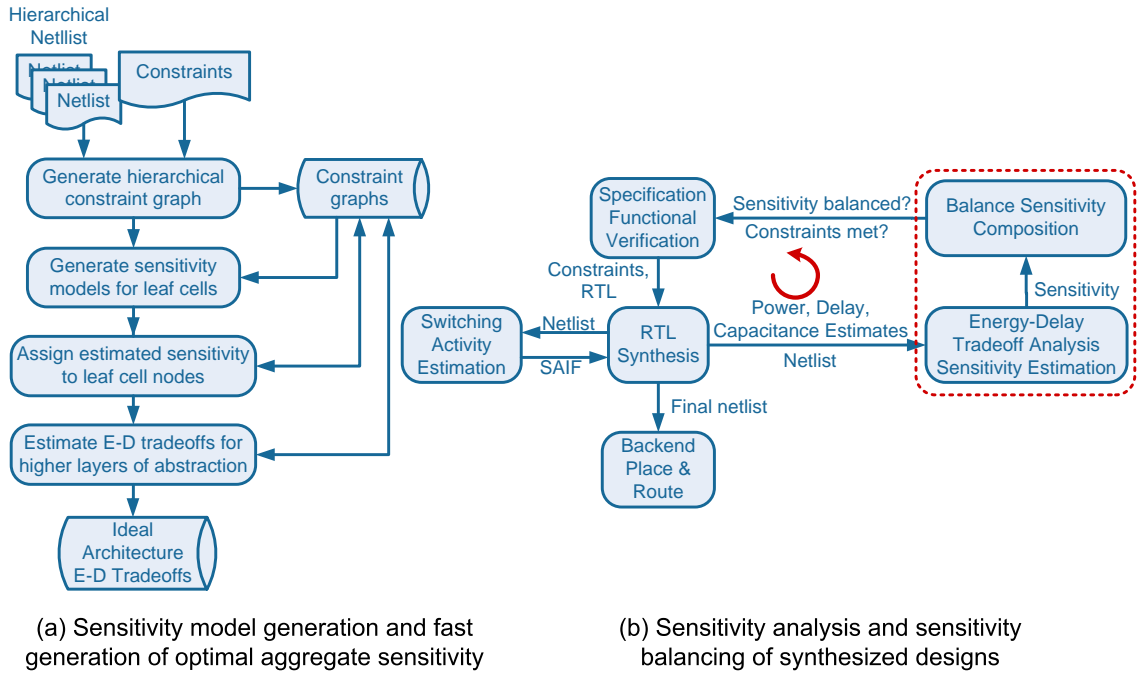 Hierarchical
Netllist
Netlist
Netlist
Netlist
Constraints
Generate hierarchical
constraint graph
Constraint
graphs
Generate sensitivity
models for leaf cells
Assign estimated sensitivity
to leaf cell nodes
Estimate E-D tradeoffs for
higher layers of abstraction
Ideal
Architecture
E-D Tradeoffs
(a) Sensitivity model generation and fast
generation of optimal aggregate sensitivity
Specification
Functional
Verification
Sensitivity balanced?
Constraints met?
Balance Sensitivity
Composition
Constraints,
RTL
Sensitivity
Switching
Activity
Estimation
Netlist
SAIF
RTL
Synthesis
Power, Delay,
Capacitance Estimates
Netlist
Energy-Delay
Tradeoff Analysis
Sensitivity Estimation
Final netlist
Backend
Place &
Route
(b) Sensitivity analysis and sensitivity
balancing of synthesized designs